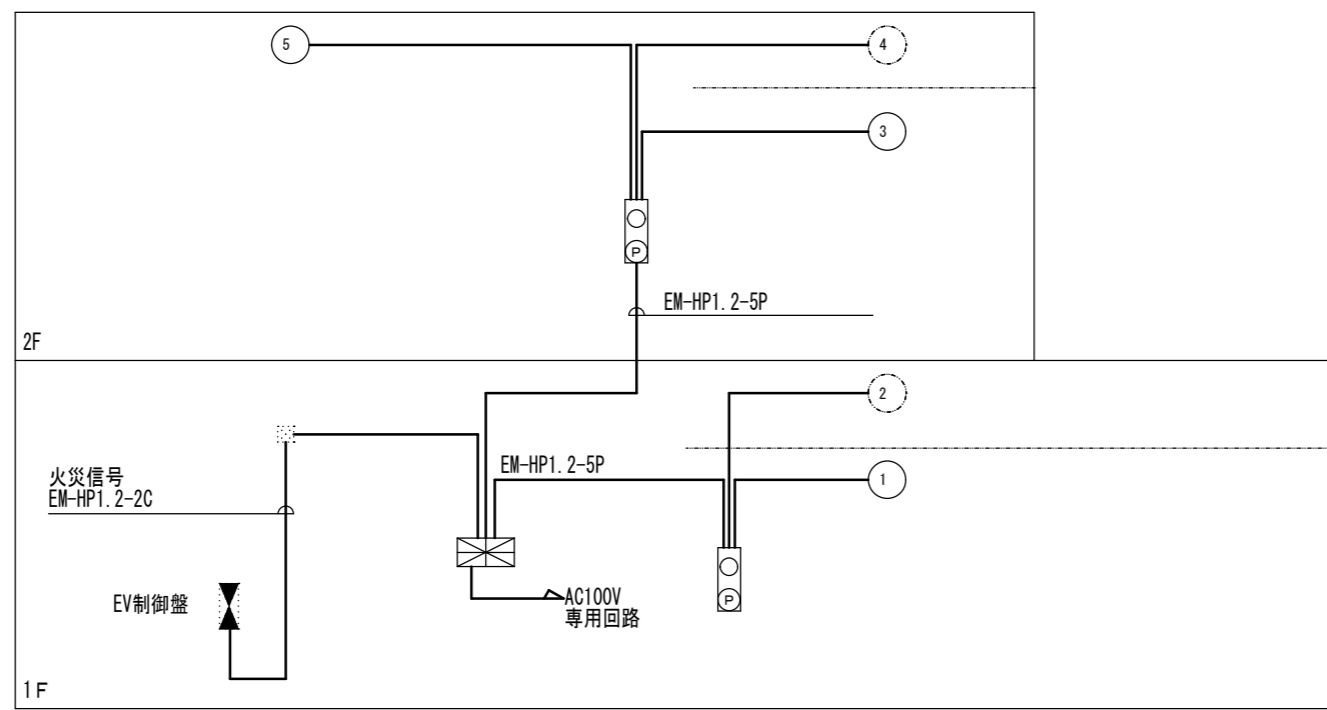 5
4
3
P
EM-HP1.2-5P
2F
2
EM-HP1.2-5P
火災信号
EM-HP1.2-2C
1
EV制御盤
AC100V
専用回路
P
1F